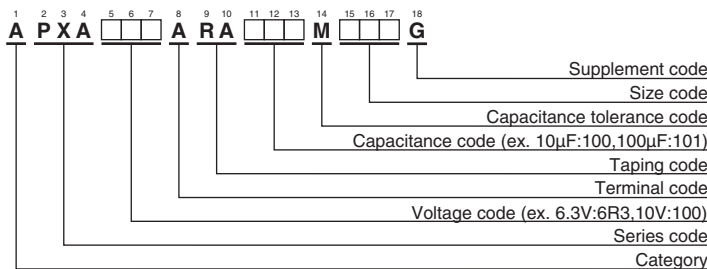 1 2 3 4 5 6 7 8 9 10 11 12 13 14 15 16 17 18
A P X A A R A M G
Supplement code
Size code
Capacitance tolerance code
Capacitance code (ex. 10µF:100,100µF:101)
Taping code
Terminal code
Voltage code (ex. 6.3V:6R3,10V:100)
Series code
Category